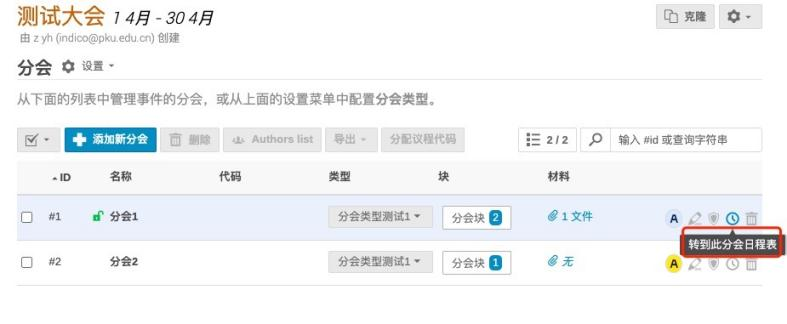 测试大会 1 4月 - 30 4月
克隆
由 z yh (indico@pku.edu.cn) 创建
分会 设置
从下面的列表中管理事件的分会，或从上面的设置菜单中配置分会类型。
添加新分会 删除 Authors list 导出 分配议程代码 2 / 2 输入 #id 或查询字符串
ID 名称 代码 类型 块 材料
#1 分会1 分会类型测试1 分会块 2 1 文件 A
转到此分会日程表
#2 分会2 分会类型测试1 分会块 1 无 A